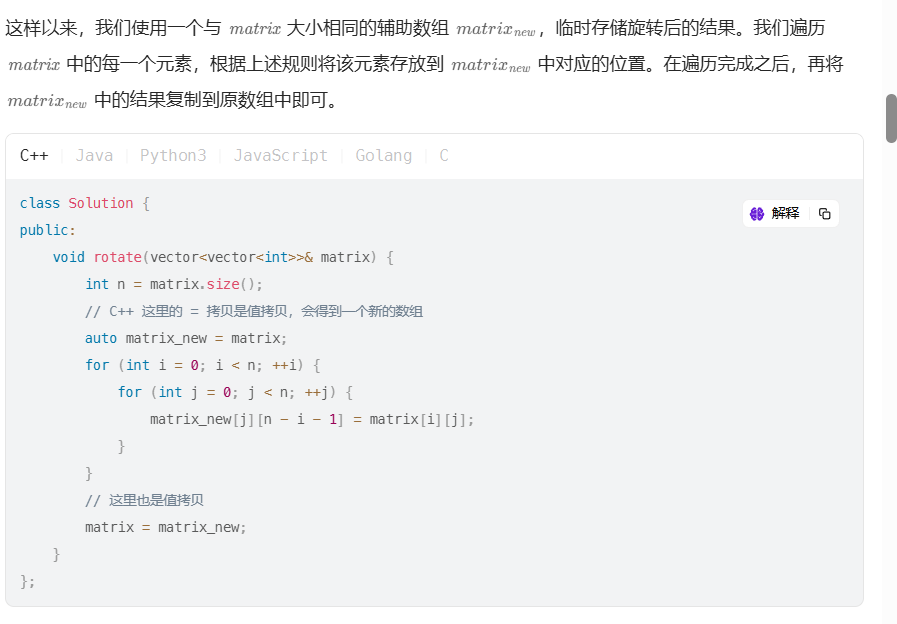 这样以来，我们使用一个与 matrix 大小相同的辅助数组 matrix_new，临时存储旋转后的结果。我们遍历
matrix 中的每一个元素，根据上述规则将该元素存放到 matrix_new 中对应的位置。在遍历完成之后，再将
matrix_new 中的结果复制到原数组中即可。
C++ Java Python3 JavaScript Golang C
解释
class Solution {
public:
    void rotate(vector<vector<int>>& matrix) {
        int n = matrix.size();
        // C++ 这里的 = 拷贝是值拷贝，会得到一个新的数组
        auto matrix_new = matrix;
        for (int i = 0; i < n; ++i) {
            for (int j = 0; j < n; ++j) {
                matrix_new[j][n - i - 1] = matrix[i][j];
            }
        }
        // 这里也是值拷贝
        matrix = matrix_new;
    }
};